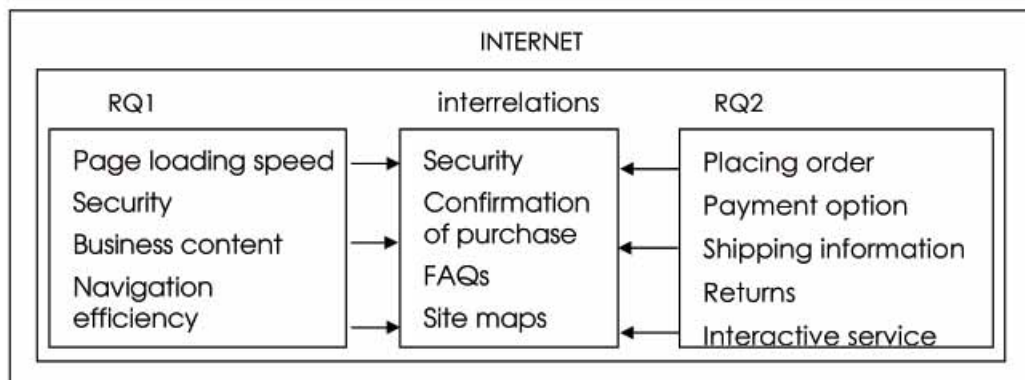 INTERNET
RQ1
interrelations
RQ2
Page loading speed
Security
Business content
Navigation
efficiency
Security
Confirmation
of purchase
FAQs
Site maps
Placing order
Payment option
Shipping information
Returns
Interactive service